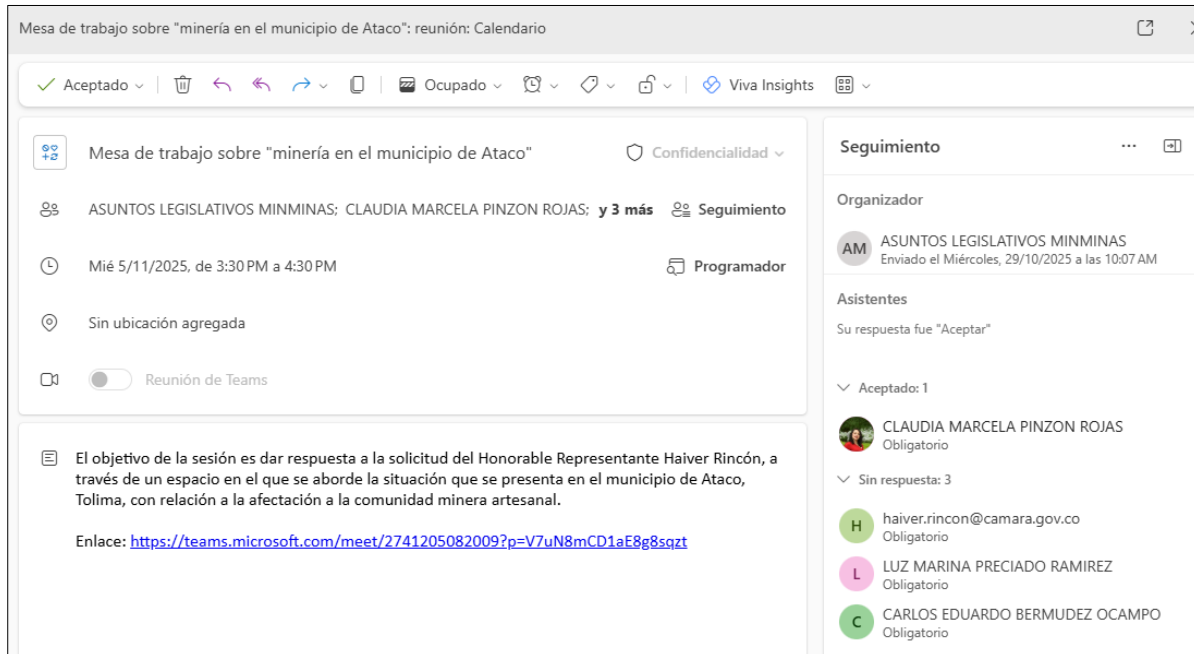 Mesa de trabajo sobre "minería en el municipio de Ataco": reunión: Calendario
Aceptado
Ocupado
Viva Insights
Mesa de trabajo sobre "minería en el municipio de Ataco"
Confidencialidad
ASUNTOS LEGISLATIVOS MINMINAS; CLAUDIA MARCELA PINZON ROJAS; y 3 más
Seguimiento
Mié 5/11/2025, de 3:30 PM a 4:30 PM
Programador
Sin ubicación agregada
Reunión de Teams
El objetivo de la sesión es dar respuesta a la solicitud del Honorable Representante Haiver Rincón, a
través de un espacio en el que se aborde la situación que se presenta en el municipio de Ataco,
Tolima, con relación a la afectación a la comunidad minera artesanal.
Enlace: https://teams.microsoft.com/meet/2741205082009?p=V7uN8mCD1aE8g8sqzt
Seguimiento
Organizador
AM
ASUNTOS LEGISLATIVOS MINMINAS
Enviado el Miércoles, 29/10/2025 a las 10:07 AM
Asistentes
Su respuesta fue "Aceptar"
Aceptado: 1
CLAUDIA MARCELA PINZON ROJAS
Obligatorio
Sin respuesta: 3
H
haiver.rincon@camara.gov.co
Obligatorio
L
LUZ MARINA PRECIADO RAMIREZ
Obligatorio
C
CARLOS EDUARDO BERMUDEZ OCAMPO
Obligatorio